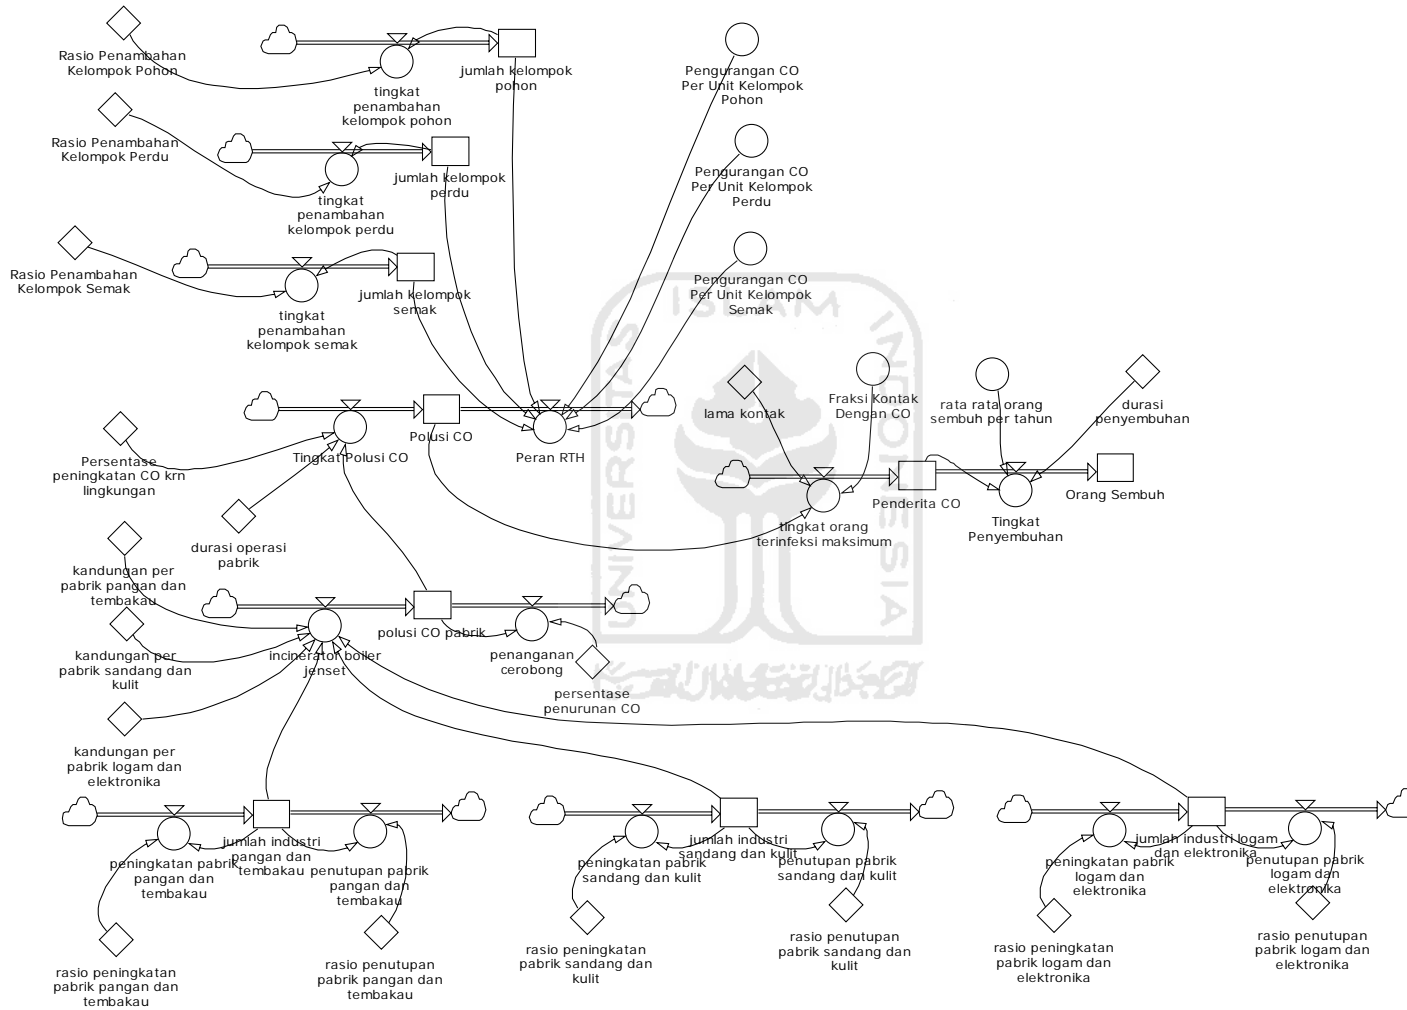 Rasio Penambahan
Kelompok Pohon
tingkat
penambahan
kelompok pohon
jumlah kelompok
pohon
Pengurangan CO
Per Unit Kelompok
Pohon
Rasio Penambahan
Kelompok Perdu
tingkat
penambahan
kelompok perdu
jumlah kelompok
perdu
Pengurangan CO
Per Unit Kelompok
Perdu
Rasio Penambahan
Kelompok Semak
tingkat
penambahan
kelompok semak
jumlah kelompok
semak
Pengurangan CO
Per Unit Kelompok
Semak
UNIVERSITAS
ISLAM
INDONESIA
Persentase
peningkatan CO krn
lingkungan
Tingkat Polusi CO
Polusi CO
Peran RTH
lama kontak
Fraksi Kontak
Dengan CO
rata rata orang
sembuh per tahun
durasi
penyembuhan
tingkat orang
terinfeksi maksimum
Penderita CO
Tingkat
Penyembuhan
Orang Sembuh
durasi operasi
pabrik
kandungan per
pabrik pangan dan
tembakau
kandungan per
pabrik sandang dan
kulit
kandungan per
pabrik logam dan
elektronika
incinerator boiler
jenset
polusi CO pabrik
penanganan
cerobong
persentase
penurunan CO
peningkatan pabrik
pangan dan
tembakau
jumlah industri
pangan dan
tembakau
penutupan pabrik
pangan dan
tembakau
rasio peningkatan
pabrik pangan dan
tembakau
rasio penutupan
pabrik pangan dan
tembakau
peningkatan pabrik
sandang dan kulit
jumlah industri
sandang dan kulit
penutupan pabrik
sandang dan kulit
rasio peningkatan
pabrik sandang dan
kulit
rasio penutupan
pabrik sandang dan
kulit
peningkatan pabrik
logam dan
elektronika
jumlah industri logam
dan elektronika
penutupan pabrik
logam dan
elektronika
rasio peningkatan
pabrik logam dan
elektronika
rasio penutupan
pabrik logam dan
elektronika